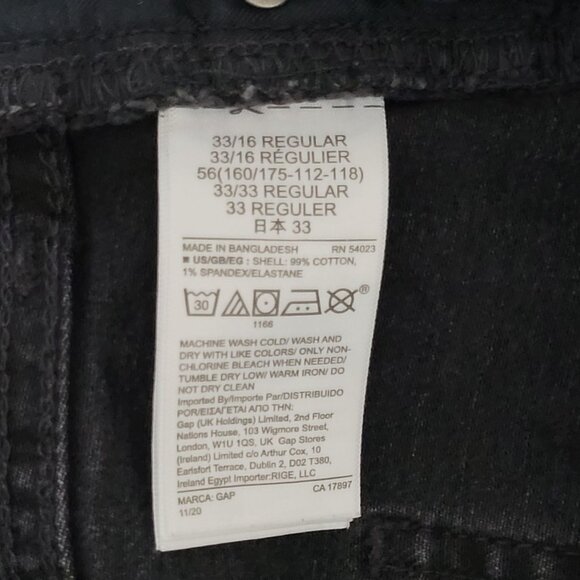 33/16 REGULAR
33/16 RÉGULIER
56(160/175-112-118)
33/33 REGULAR
33 REGULER
日本 33
MADE IN BANGLADESH RN 54023
■ US/GB/EG : SHELL: 99% COTTON,
1% SPANDEX/ELASTANE
30
®
1166
MACHINE WASH COLD/ WASH AND
DRY WITH LIKE COLORS/ ONLY NON-
CHLORINE BLEACH WHEN NEEDED/
TUMBLE DRY LOW/ WARM IRON/ DO
NOT DRY CLEAN
Imported By/Importe Par/DISTRIBUIDO
POR/ΕΙΣΑΓΕΤΑΙ ΑΠΟ ΤΗΝ:
Gap (UK Holdings) Limited, 2nd Floor
Nations House, 103 Wigmore Street,
London, W1U 1QS, UK Gap Stores
(Ireland) Limited c/o Arthur Cox, 10
Earlsfort Terrace, Dublin 2, D02 T380,
Ireland Egypt Importer:RIGE, LLC
MARCA: GAP CA 17897
11/20